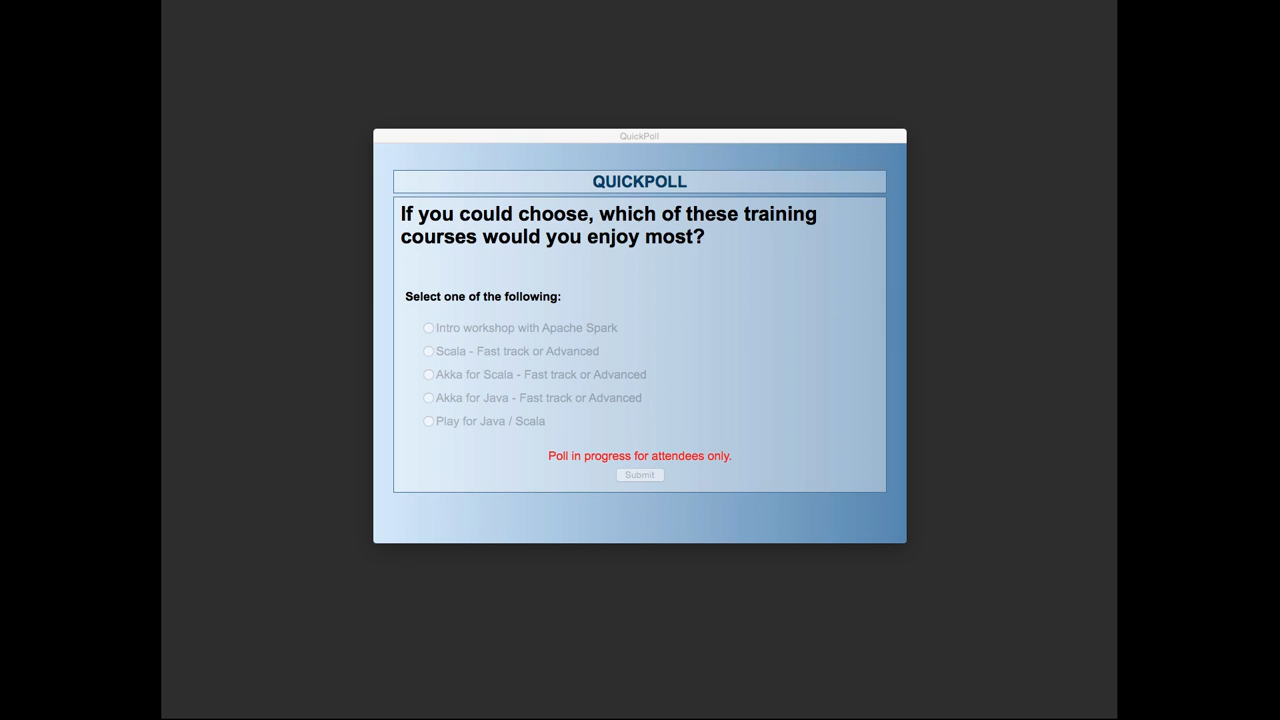 QuickPoll
QUICKPOLL
If you could choose, which of these training
courses would you enjoy most?
Select one of the following:
Intro workshop with Apache Spark
Scala - Fast track or Advanced
Akka for Scala - Fast track or Advanced
Akka for Java - Fast track or Advanced
Play for Java / Scala
Poll in progress for attendees only.
Submit